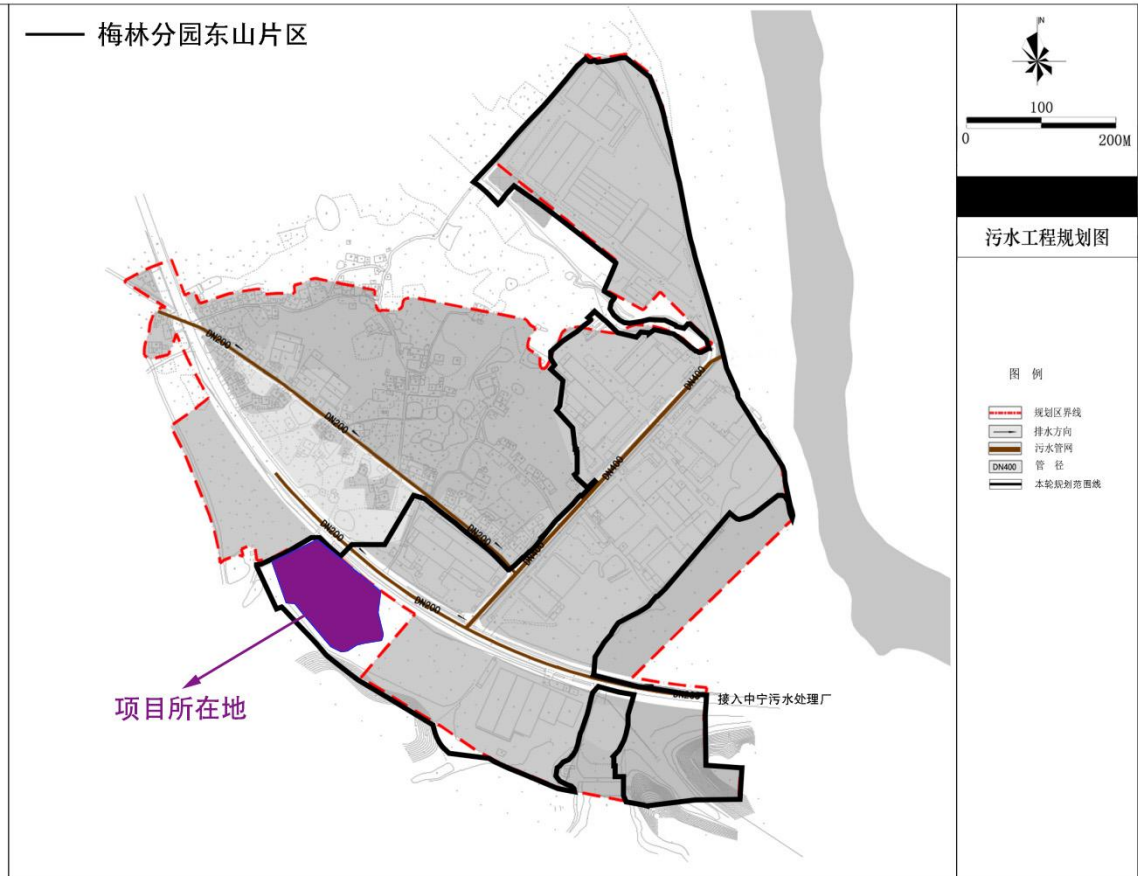 梅林分园东山片区
N
100
0 200M
污水工程规划图
图 例
规划区界线
排水方向
污水管网
DN400 管 径
本轮规划范围线
DN200
DN200
DN400
DN400
DN200
DN200
DN200
接入中宁污水处理厂
项目所在地